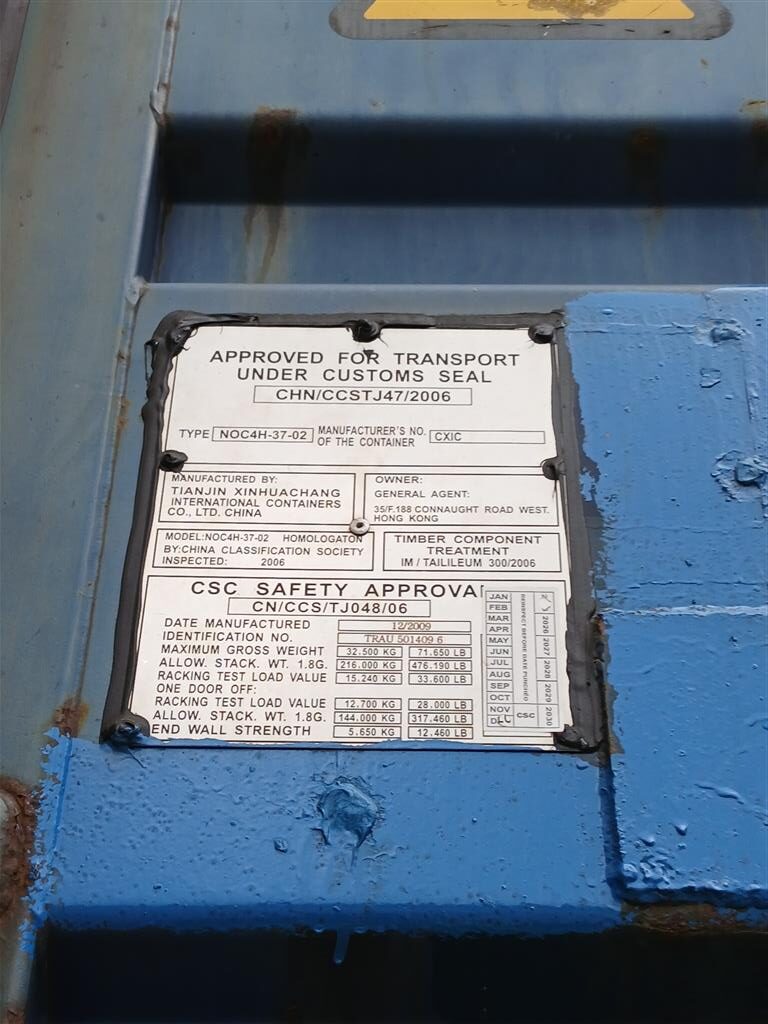 APPROVED FOR TRANSPORT
UNDER CUSTOMS SEAL
CHN/CCSTJ47/2006
TYPE NOC4H-37-02 MANUFACTURER'S NO. OF THE CONTAINER CXIC
MANUFACTURED BY:
TIANJIN XINHUACHANG
INTERNATIONAL CONTAINERS
CO., LTD. CHINA
OWNER:
GENERAL AGENT:
35/F.188 CONNAUGHT ROAD WEST.
HONG KONG
MODEL:NOC4H-37-02 HOMOLOGATON
BY:CHINA CLASSIFICATION SOCIETY
INSPECTED: 2006
TIMBER COMPONENT
TREATMENT
IM / TAILILEUM 300/2006
CSC SAFETY APPROVA
CN/CCS/TJ048/06
DATE MANUFACTURED 12/2009
IDENTIFICATION NO. TRAU 501409 6
MAXIMUM GROSS WEIGHT 32.500 KG 71.650 LB
ALLOW. STACK. WT. 1.8G. 216.000 KG 476.190 LB
RACKING TEST LOAD VALUE 15.240 KG 33.600 LB
ONE DOOR OFF:
RACKING TEST LOAD VALUE 12.700 KG 28.000 LB
ALLOW. STACK. WT. 1.8G. 144.000 KG 317.460 LB
END WALL STRENGTH 5.650 KG 12.460 LB
JAN
FEB
MAR
APR
MAY
JUN
JUL
AUG
SEP
OCT
NOV
REINSPECT BEFORE DATE PUNCHED
CSC
2026 2027 2028 2029 2030